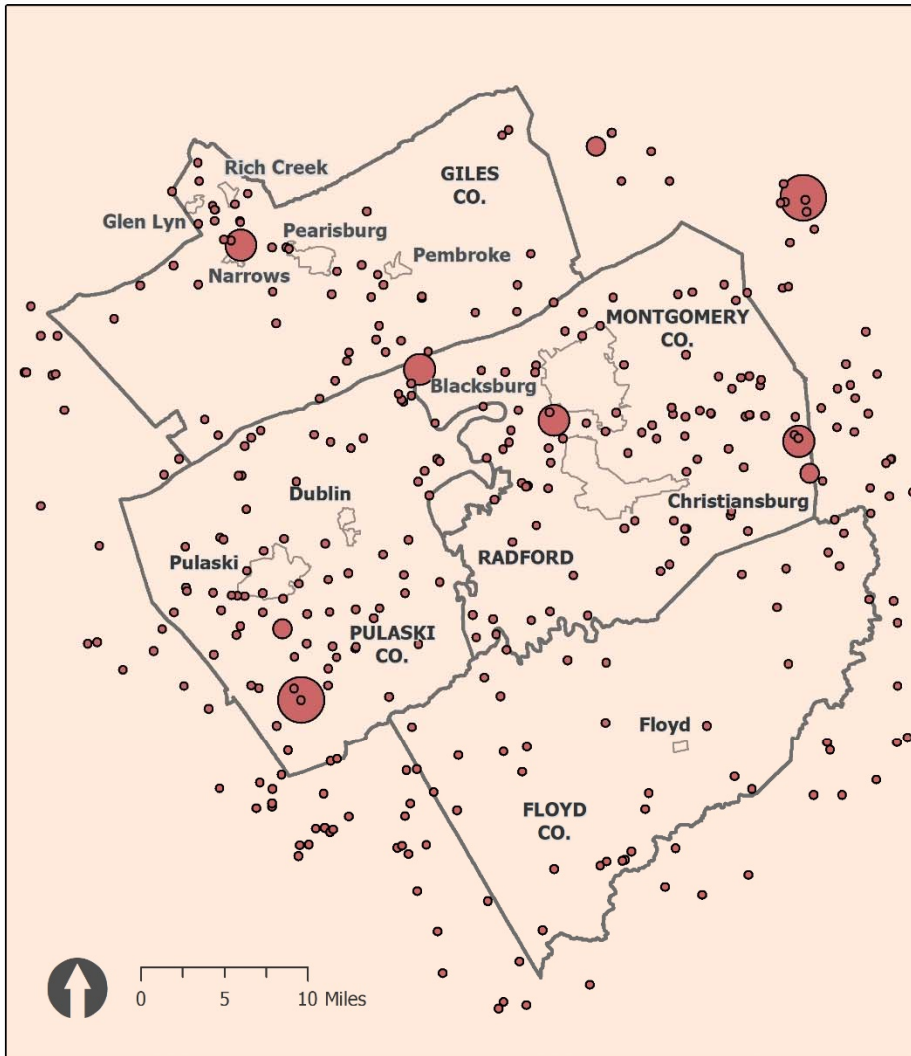 Rich Creek
GILES
CO.
Glen Lyn
Pearisburg
Pembroke
Narrows
MONTGOMERY
CO.
Blacksburg
Dublin
Christiansburg
Pulaski
RADFORD
PULASKI
CO.
Floyd
FLOYD
CO.
0 5 10 Miles